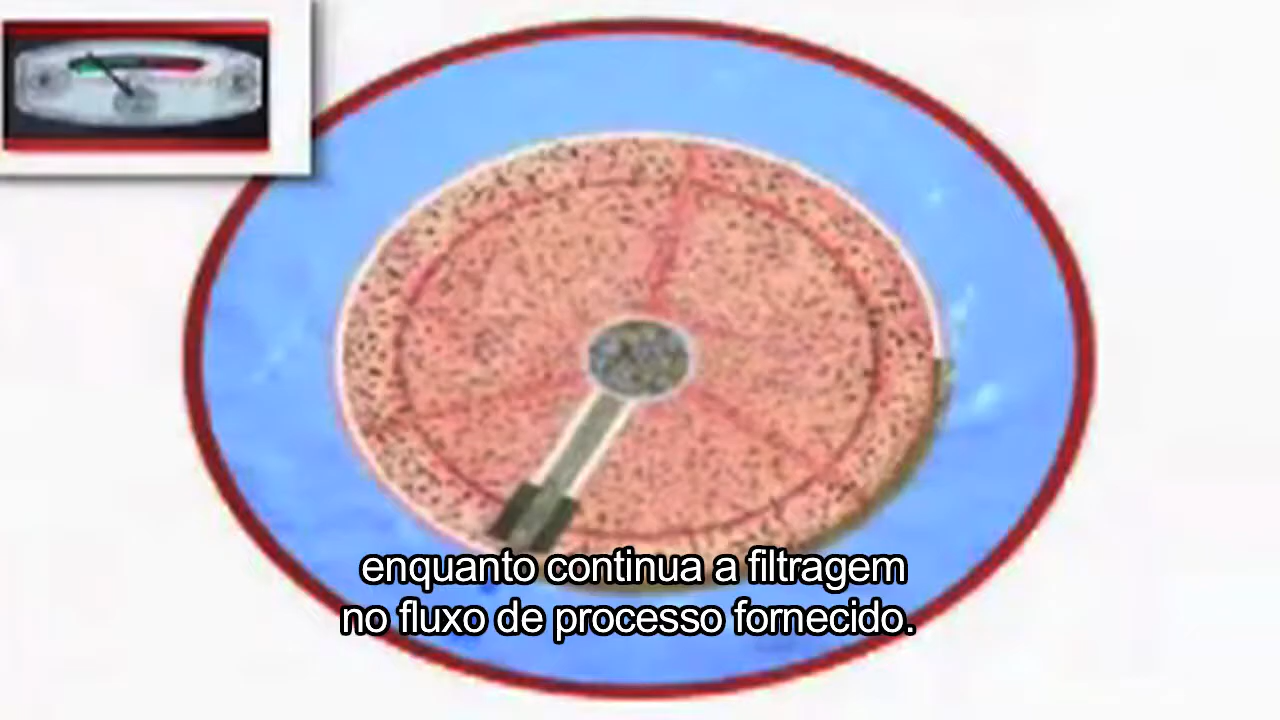 enquanto continua a filtragem
no fluxo de processo fornecido.